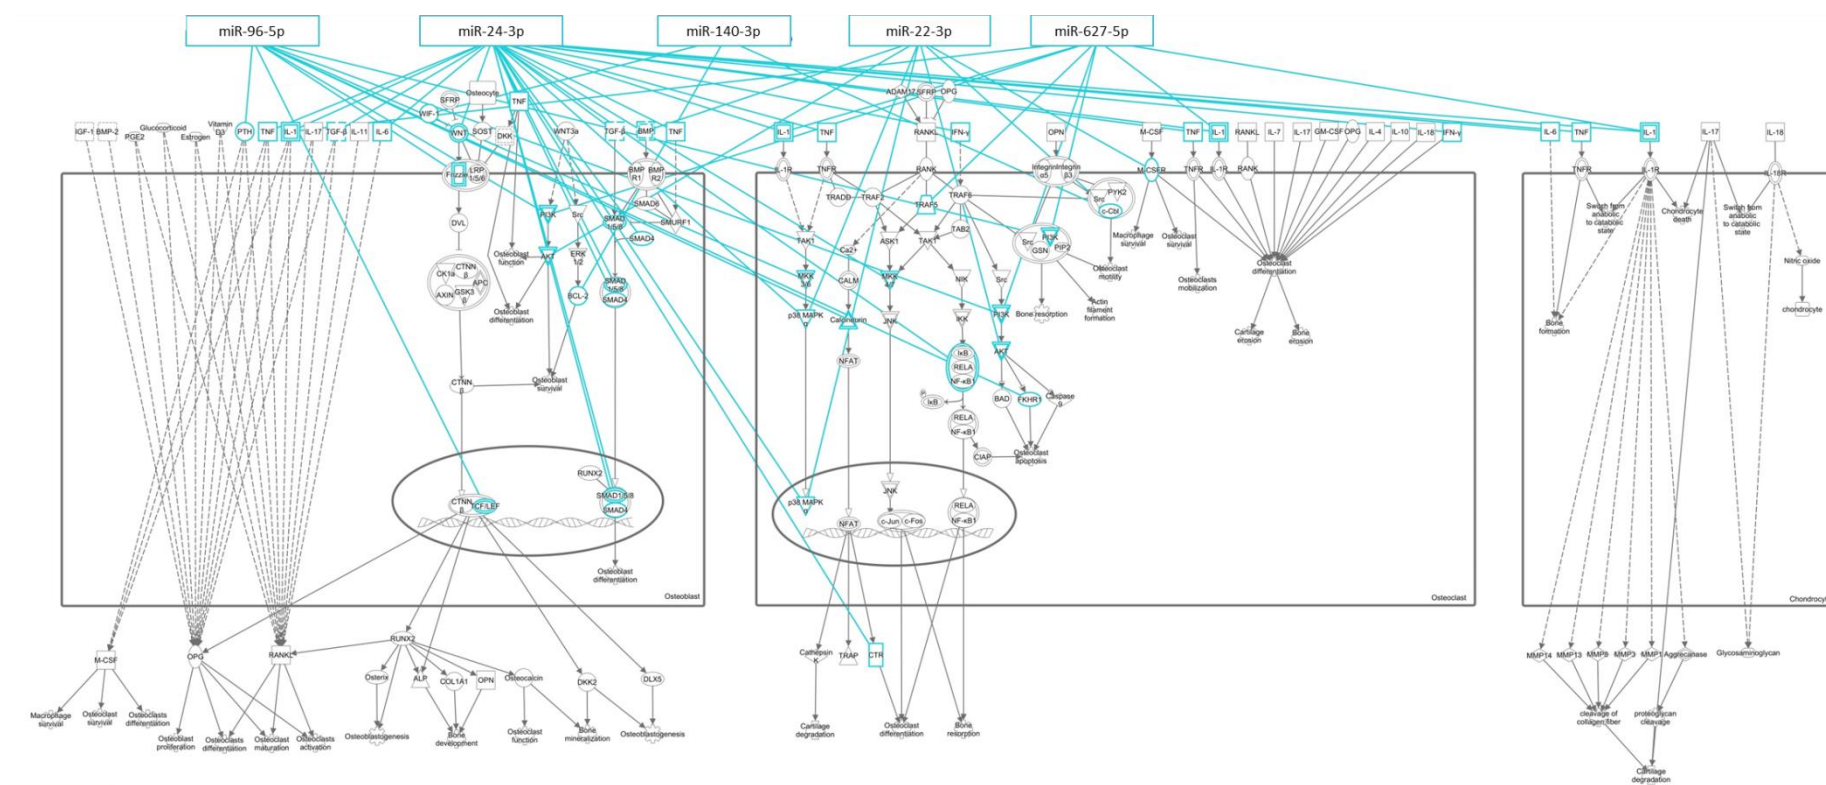 miR-96-5p
miR-24-3p
miR-140-3p
miR-22-3p
miR-627-5p
SFRP
Osteocyte
TNF
WIF-1
ADAM17
SFRP
OPG
IGF-1
BMP-2
PGE2
Glucocorticoid
Estrogen
Vitamin
D3
PTH
TNF
IL-1
IL-17
TGF-β
IL-11
IL-6
WNT
SOST
DKK
WNT3a
TGF-β
BMP
TNF
IL-1
TNF
RANKL
IFN-γ
OPN
M-CSF
TNF
IL-1
RANKL
IL-7
IL-17
GM-CSF
OPG
IL-4
IL-10
IL-18
IFN-γ
IL-6
TNF
IL-1
IL-17
IL-18
Frizzled
LRP
1/5/6
BMP
R1
BMP
R2
IL-1R
TNFR
RANK
Integrin
α5
Integrin
β3
M-CSFR
TNFR
IL-1R
RANK
TNFR
IL-1R
IL-18R
PI3K
Src
SMAD6
SMAD
1/5/8
SMURF1
SMAD4
DVL
TRADD
TRAF2
TRAF5
TRAF6
PYK2
Src
c-Cbl
TAK1
ASK1
TAK1
TAB2
Src
PI3K
GSN
PIP2
Macrophage
survival
Osteoclast
survival
Switch from
anabolic
to catabolic
state
Chondrocyte
death
Switch from
anabolic
to catabolic
state
Osteoblast
function
AKT
ERK
1/2
Ca2+
CK1α
CTNN
β
APC
AXIN
GSK3
β
BCL-2
SMAD
1/5/8
SMAD4
MKK
3/6
CALM
MKK
4/7
NIK
Src
Osteoclast
motility
Osteoclasts
mobilization
Osteoclast
differentiation
Nitric oxide
Osteoblast
differentiation
p38 MAPK
α
Calcineurin
JNK
IKK
PI3K
Bone resorption
Actin
filament
formation
Cartilage
erosion
Bone
erosion
Bone
formation
chondrocyte
NFAT
IκB
RELA
NF-κB1
AKT
CTNN
β
Osteoblast
survival
P
IκB
BAD
FKHR1
Caspase
9
RELA
NF-κB1
CIAP
Osteoclast
apoptosis
RUNX2
CTNN
β
TCF/LEF
SMAD1/5/8
SMAD4
p38 MAPK
α
JNK
NFAT
c-Jun
c-Fos
RELA
NF-κB1
Osteoblast
differentiation
Osteoblast
Osteoclast
Chondrocyt
M-CSF
OPG
RANKL
RUNX2
Osterix
ALP
COL1A1
OPN
Osteocalcin
DKK2
DLX5
Cathepsin
K
TRAP
CTR
MMP14
MMP13
MMP3
MMP1
Aggrecanase
Glycosaminoglycan
Macrophage
survival
Osteoclast
survival
Osteoclasts
differentiation
Osteoblast
proliferation
Osteoclasts
differentiation
Osteoclast
maturation
Osteoclasts
activation
Osteoblastogenesis
Bone
development
Osteoclast
function
Bone
mineralization
Osteoblastogenesis
Cartilage
degradation
Osteoclast
differentiation
Bone
resorption
cleavage of
collagen fiber
proteoglycan
cleavage
Cartilage
degradation